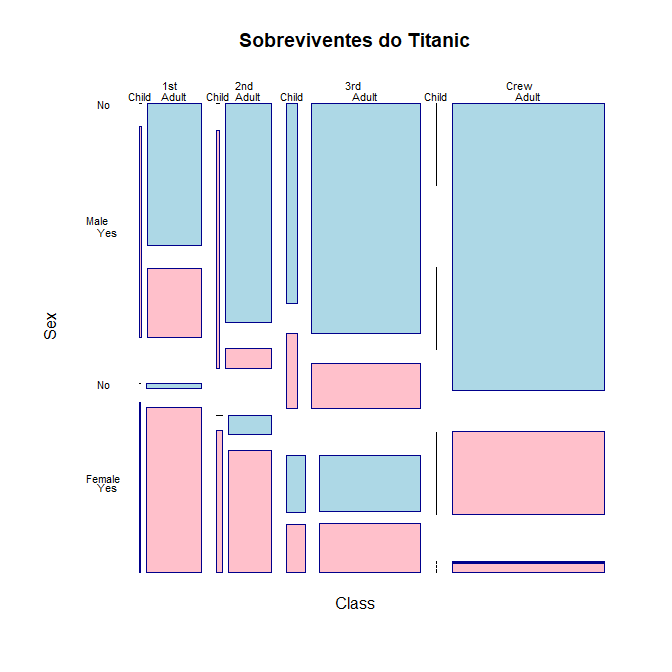 Sobreviventes do Titanic
1st 2nd 3rd Crew
Child Adult Child Adult Child Adult Child Adult
No
Male
Yes
Sex
No
Female
Yes
Class